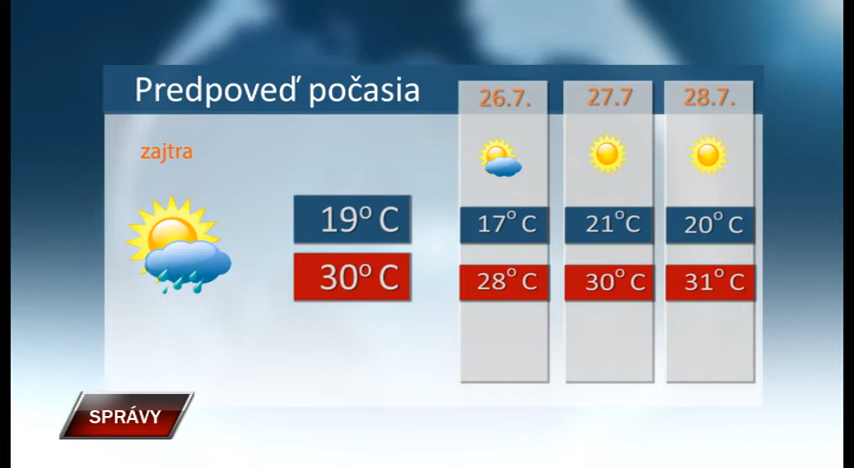 Predpoveď počasia
zajtra
19° C
30° C
26.7. 27.7 28.7.
17° C 21°C 20° C
28° C 30° C 31° C
SPRÁVY